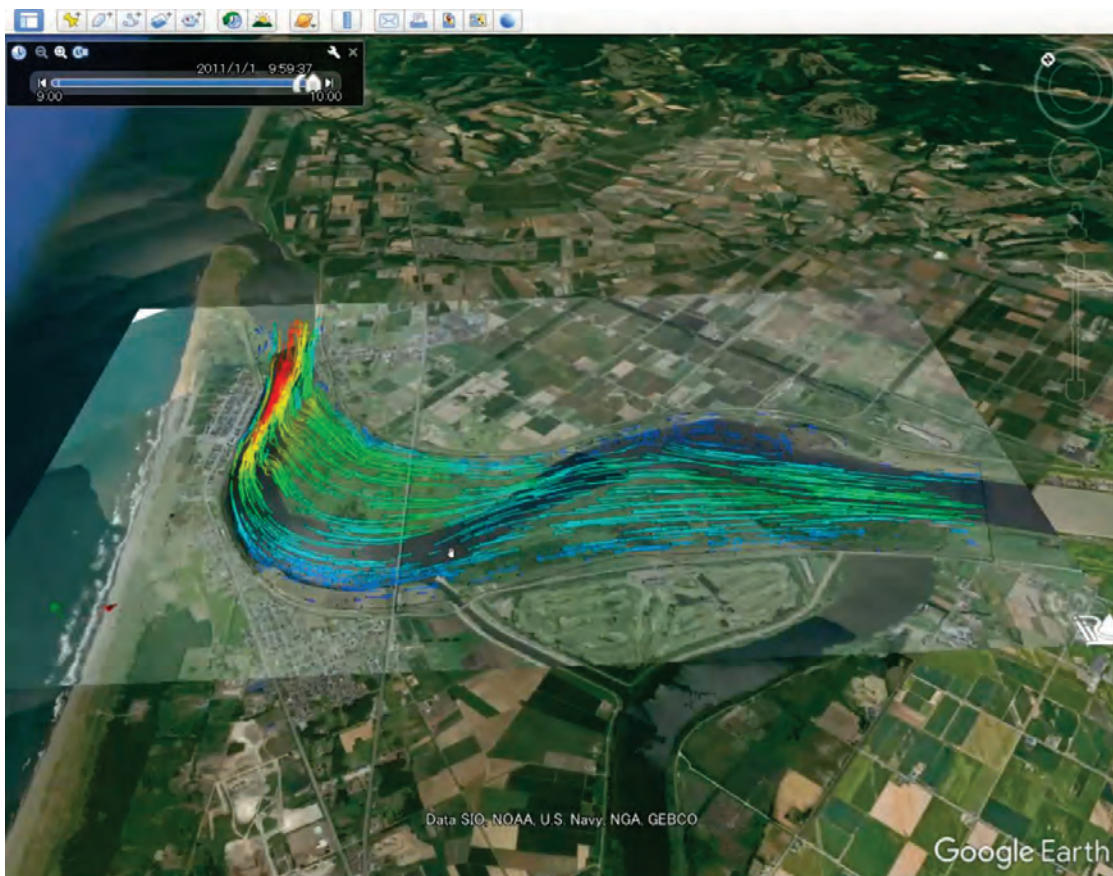 2011/1/1 9:59:37
9:00 10:00
Data SIO, NOAA, U.S. Navy, NGA, GEBCO
Google Earth